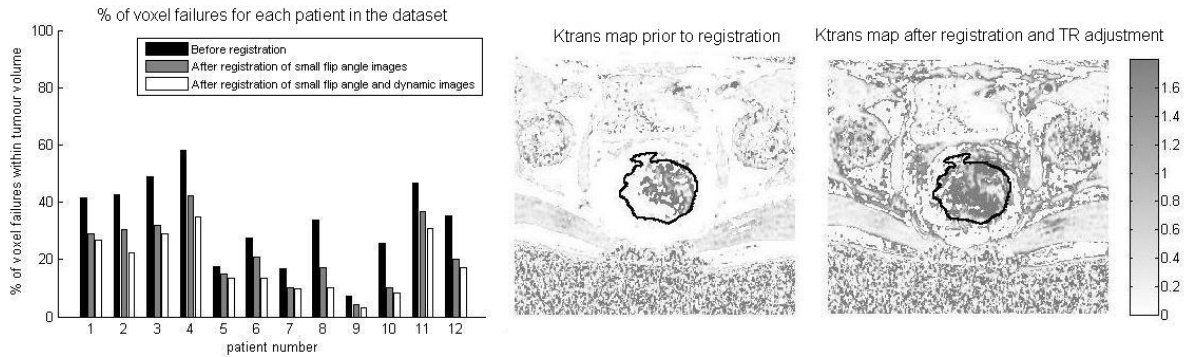 % of voxel failures for each patient in the dataset
% of voxel failures within tumour volume
100
80
60
40
20
0
Before registration
After registration of small flip angle images
After registration of small flip angle and dynamic images
1 2 3 4 5 6 7 8 9 10 11 12
patient number
Ktrans map prior to registration
Ktrans map after registration and TR adjustment
1.6
1.4
1.2
1
0.8
0.6
0.4
0.2
0